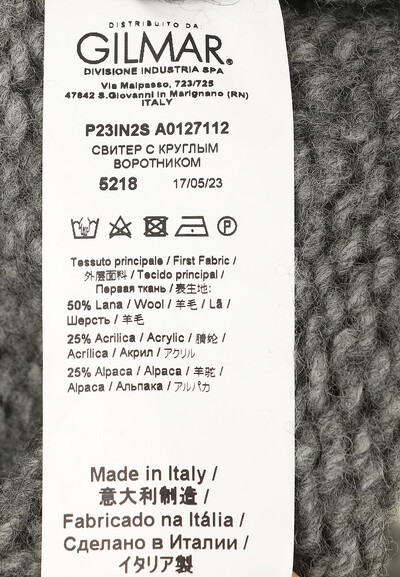 DISTRIBUITO DA:
GILMAR®
DIVISIONE INDUSTRIA SPA
Via Malpasso, 723/725
47842 S.Giovanni in Marignano (RN)
ITALY
P23IN2S A0127112
СВИТЕР С КРУГЛЫМ
ВОРОТНИКОМ
5218 17/05/23
P
Tessuto principale / First Fabric /
外層面料 / Tecido principal /
Первая ткань / 表生地:
50% Lana / Wool / 羊毛 / Lã /
Шерсть / 羊毛
25% Acrilica / Acrylic / 腈纶 /
Acrílica / Акрил / アクリル
25% Alpaca / Alpaca / 羊驼 /
Alpaca / Альпака / アルパカ
Made in Italy /
意大利制造 /
Fabricado na Itália /
Сделано в Италии /
イタリア製